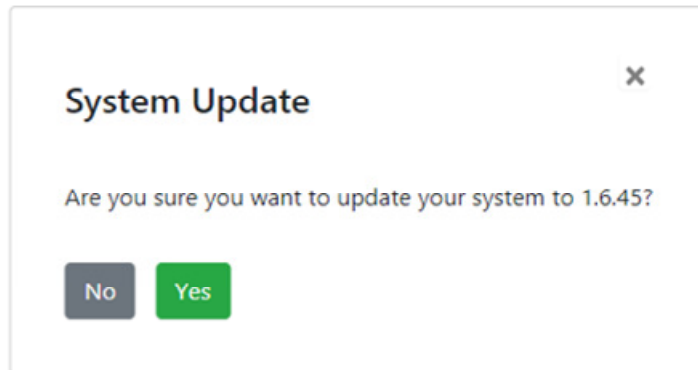 System Update
Are you sure you want to update your system to 1.6.45?
No
Yes